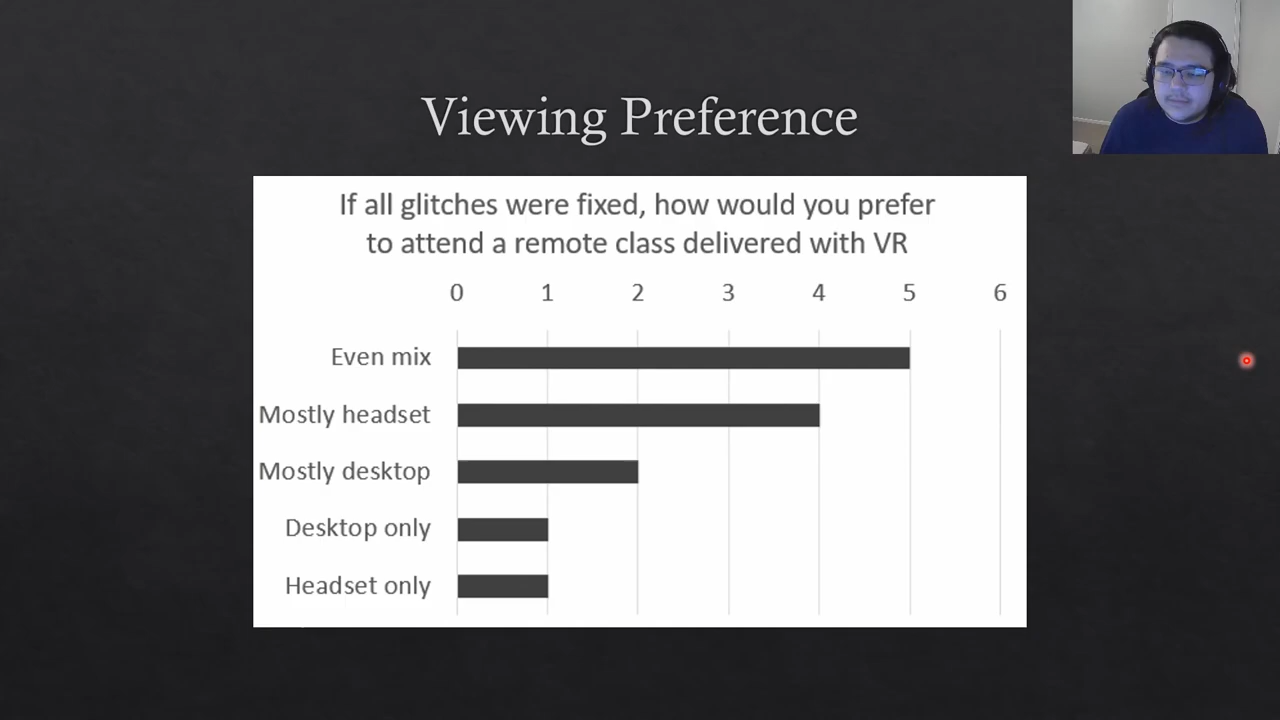 Viewing Preference
If all glitches were fixed, how would you prefer
to attend a remote class delivered with VR
0 1 2 3 4 5 6
Even mix
Mostly headset
Mostly desktop
Desktop only
Headset only